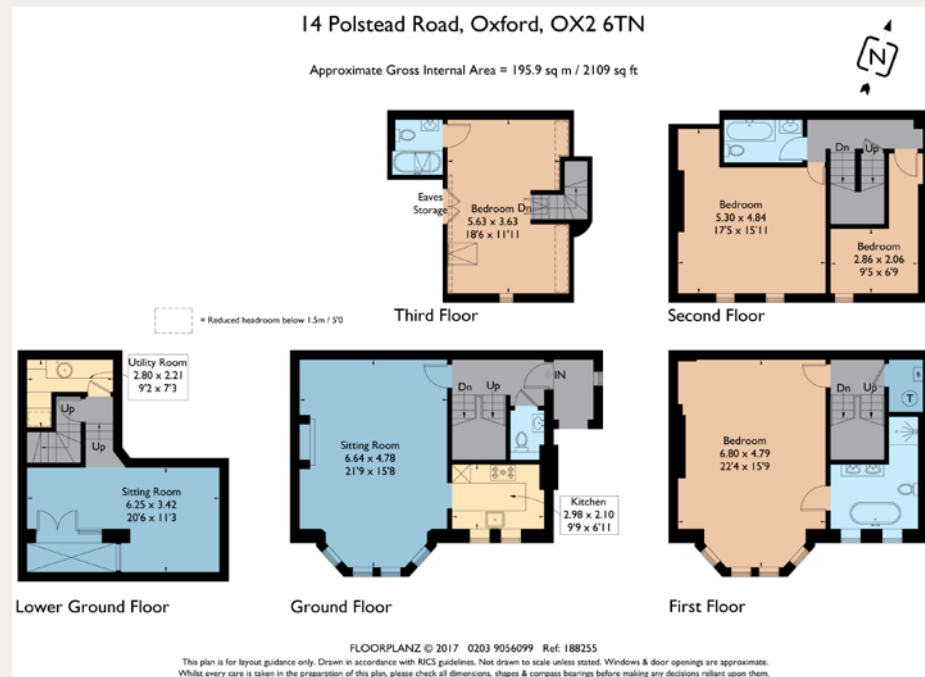 14 Polstead Road, Oxford, OX2 6TN
Approximate Gross Internal Area = 195.9 sq m / 2109 sq ft
N
Eaves
Storage
Bedroom
5.63 x 3.63
18'6 x 11'11
Dn
Third Floor
Bedroom
5.30 x 4.84
17'5 x 15'11
Dn
Up
Bedroom
2.86 x 2.06
9'5 x 6'9
Second Floor
= Reduced headroom below 1.5m / 5'0
Utility Room
2.80 x 2.21
9'2 x 7'3
Up
Up
Sitting Room
6.25 x 3.42
20'6 x 11'3
Lower Ground Floor
Dn
Up
IN
Sitting Room
6.64 x 4.78
21'9 x 15'8
Kitchen
2.98 x 2.10
9'9 x 6'11
Ground Floor
Dn
Up
T
Bedroom
6.80 x 4.79
22'4 x 15'9
First Floor
FLOORPLANZ © 2017 0203 9056099 Ref: 188255
This plan is for layout guidance only. Drawn in accordance with RICS guidelines. Not drawn to scale unless stated. Windows & door openings are approximate.
Whilst every care is taken in the preparation of this plan, please check all dimensions, shapes & compass bearings before making any decisions reliant upon them.